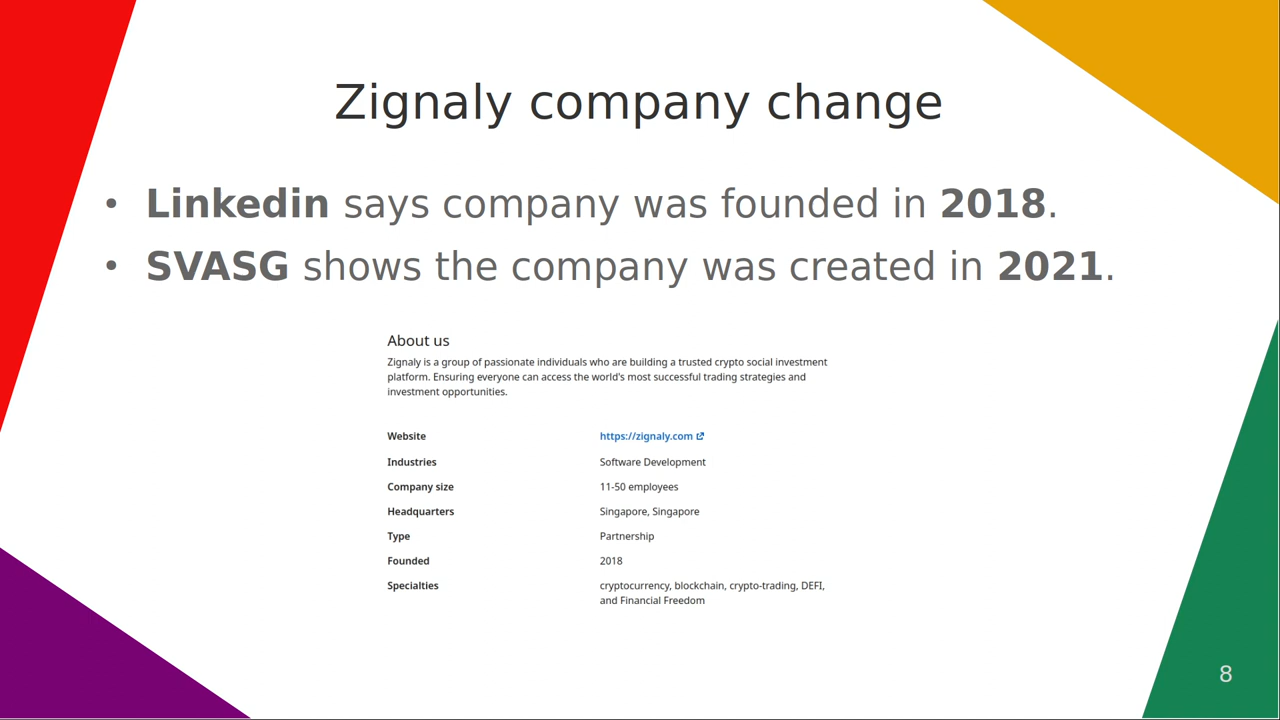 Zignaly company change
• Linkedin says company was founded in 2018.
• SVASG shows the company was created in 2021.
About us
Zignaly is a group of passionate individuals who are building a trusted crypto social investment
platform. Ensuring everyone can access the world's most successful trading strategies and
investment opportunities.
Website https://zignaly.com
Industries Software Development
Company size 11-50 employees
Headquarters Singapore, Singapore
Type Partnership
Founded 2018
Specialties cryptocurrency, blockchain, crypto-trading, DEFI,
and Financial Freedom
8